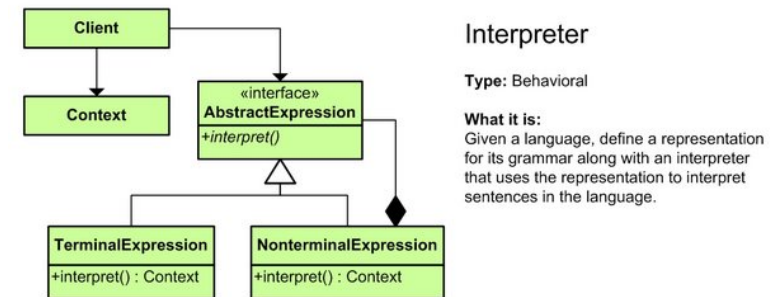 Client
Context
«interface»
AbstractExpression
+interpret()
TerminalExpression
+interpret() : Context
NonterminalExpression
+interpret() : Context
Interpreter
Type: Behavioral
What it is:
Given a language, define a representation
for its grammar along with an interpreter
that uses the representation to interpret
sentences in the language.